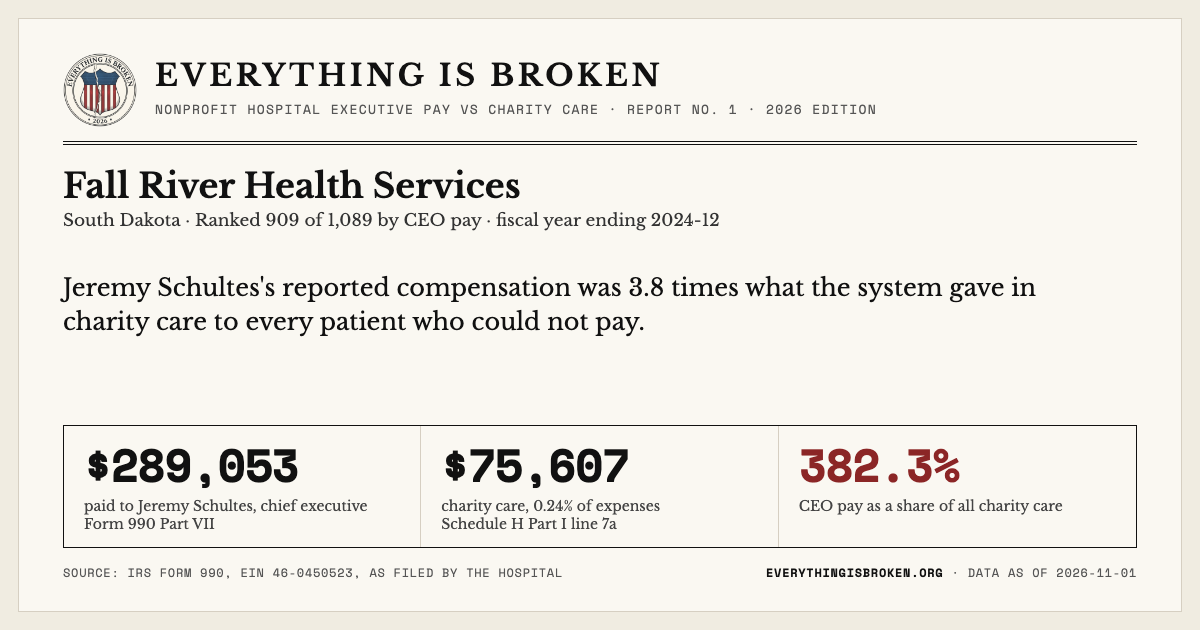 EVERYTHING IS BROKEN
2026
EVERYTHING IS BROKEN
NONPROFIT HOSPITAL EXECUTIVE PAY VS CHARITY CARE · REPORT NO. 1 · 2026 EDITION
Fall River Health Services
South Dakota · Ranked 909 of 1,089 by CEO pay · fiscal year ending 2024-12
Jeremy Schultes's reported compensation was 3.8 times what the system gave in
charity care to every patient who could not pay.
$289,053
paid to Jeremy Schultes, chief executive
Form 990 Part VII
$75,607
charity care, 0.24% of expenses
Schedule H Part I line 7a
382.3%
CEO pay as a share of all charity care
SOURCE: IRS FORM 990, EIN 46-0450523, AS FILED BY THE HOSPITAL
EVERYTHINGISBROKEN.ORG · DATA AS OF 2026-11-01